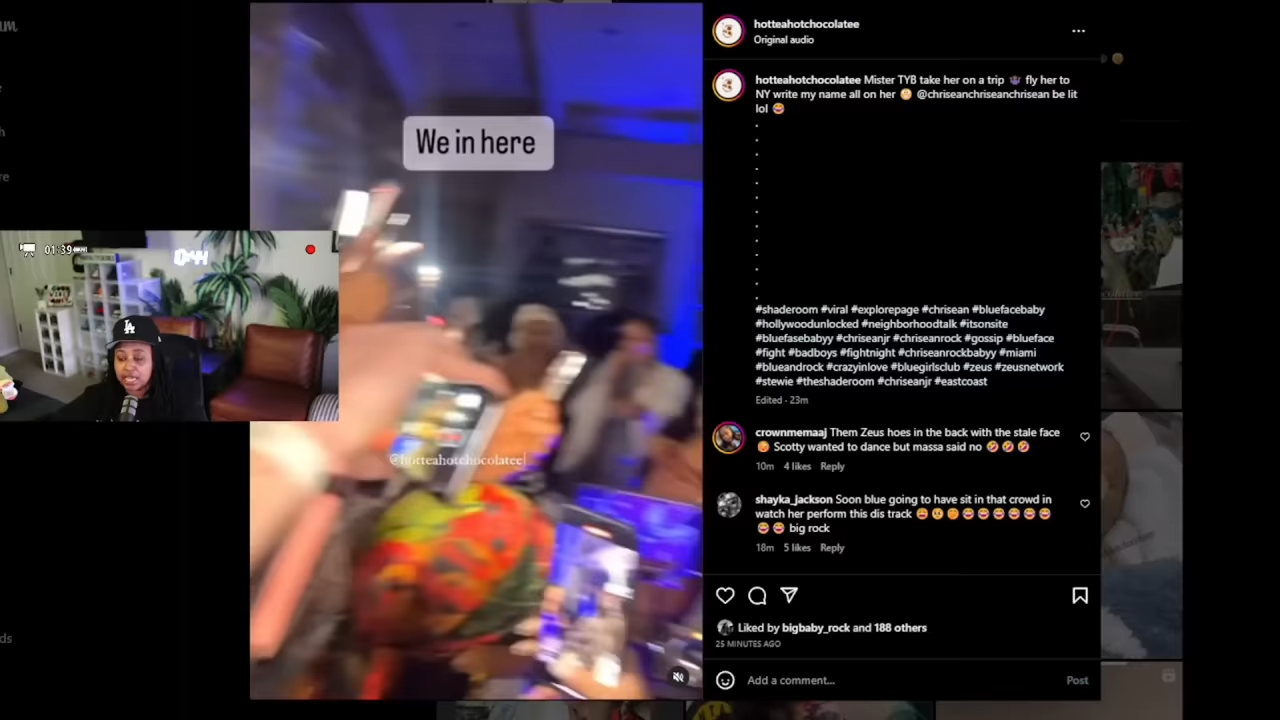 hotteahotchocolatee
Original audio
hotteahotchocolatee Mister TYB take her on a trip 😈 fly her to
NY write my name all on her 😳 @chriseanchriseanchrisean be lit
lol 😂
#shaderoom #viral #explorepage #chrisean #bluefacebaby
#hollywoodunlocked #neighborhoodtalk #itsonsite
#bluefasebabyy #chriseanjr #chriseanrock #gossip #blueface
#fight #badboys #fightnight #chriseanrockbabyy #miami
#blueandrock #crazyinlove #bluegirlsclub #zeus #zeusnetwork
#stewie #theshaderoom #chriseanjr #eastcoast
Edited · 23m
crownmemaaj Them Zeus hoes in the back with the stale face
Scotty wanted to dance but massa said no 🤣🤣🤣
10m 4 likes Reply
shayka_jackson Soon blue going to have sit in that crowd in
watch her perform this dis track
big rock
18m 5 likes Reply
Liked by bigbaby_rock and 188 others
25 MINUTES AGO
Add a comment... Post
We in here
@hotteahotchocolatee
01:39
LA